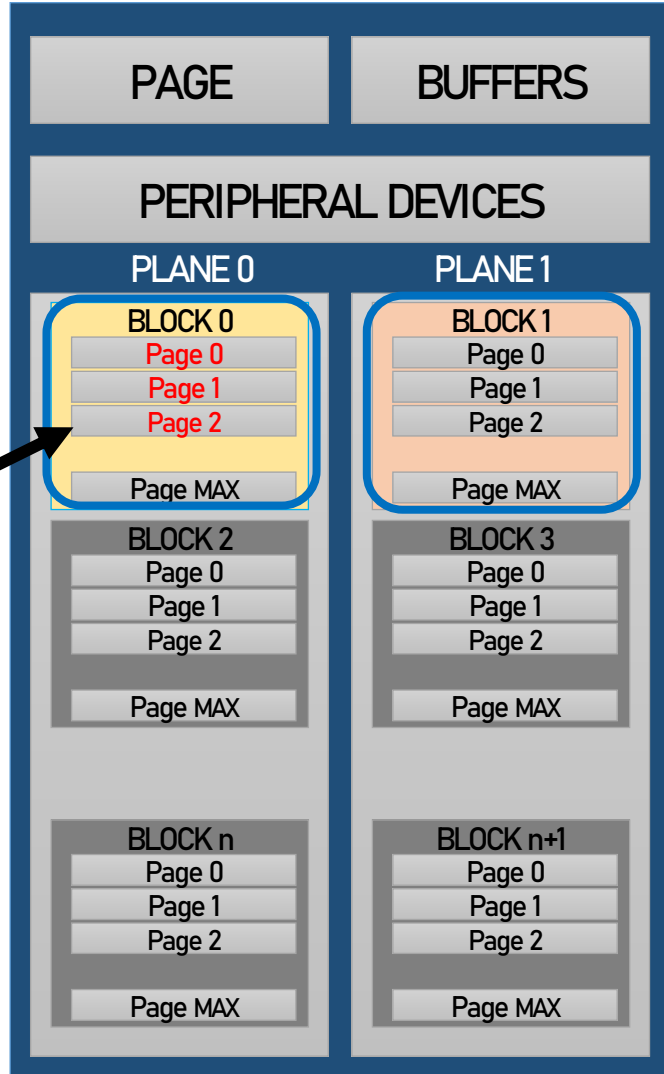 PAGE
BUFFERS
PERIPHERAL DEVICES
PLANE 0
BLOCK 0
Page 0
Page 1
Page 2
Page MAX
BLOCK 2
Page 0
Page 1
Page 2
Page MAX
BLOCK n
Page 0
Page 1
Page 2
Page MAX
PLANE 1
BLOCK 1
Page 0
Page 1
Page 2
Page MAX
BLOCK 3
Page 0
Page 1
Page 2
Page MAX
BLOCK n+1
Page 0
Page 1
Page 2
Page MAX